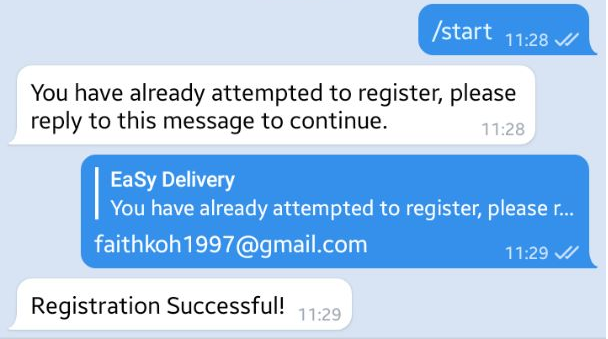 /start 11:28
You have already attempted to register, please
reply to this message to continue.
11:28
EaSy Delivery
You have already attempted to register, please r...
faithkoh1997@gmail.com 11:29
Registration Successful! 11:29